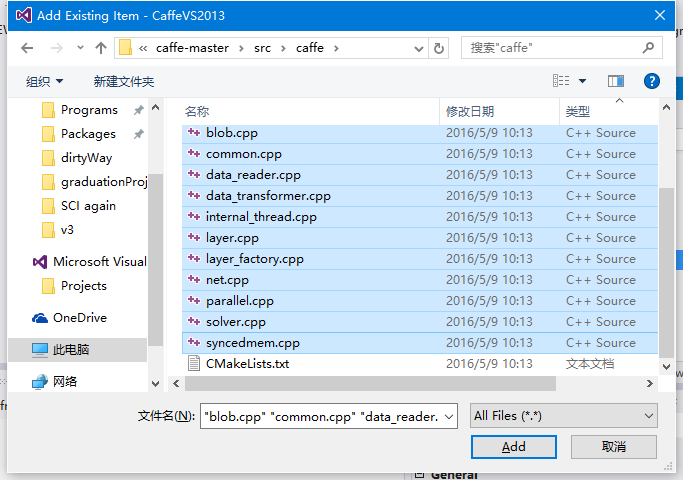 Add Existing Item - CaffeVS2013
« caffe-master › src › caffe ›
搜索"caffe"
组织 新建文件夹
名称 修改日期 类型
Programs
Packages
dirtyWay
graduationProj
SCI again
v3
Microsoft Visual
Projects
OneDrive
此电脑
网络
blob.cpp 2016/5/9 10:13 C++ Source
common.cpp 2016/5/9 10:13 C++ Source
data_reader.cpp 2016/5/9 10:13 C++ Source
data_transformer.cpp 2016/5/9 10:13 C++ Source
internal_thread.cpp 2016/5/9 10:13 C++ Source
layer.cpp 2016/5/9 10:13 C++ Source
layer_factory.cpp 2016/5/9 10:13 C++ Source
net.cpp 2016/5/9 10:13 C++ Source
parallel.cpp 2016/5/9 10:13 C++ Source
solver.cpp 2016/5/9 10:13 C++ Source
syncedmem.cpp 2016/5/9 10:13 C++ Source
CMakeLists.txt 2016/5/9 10:13 文本文档
文件名(N): "blob.cpp" "common.cpp" "data_reader. All Files (*.*)
Add 取消
General